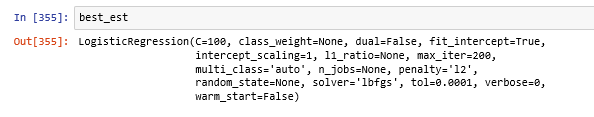 In [355]: best_est
Out[355]: LogisticRegression(C=100, class_weight=None, dual=False, fit_intercept=True,
intercept_scaling=1, l1_ratio=None, max_iter=200,
multi_class='auto', n_jobs=None, penalty='l2',
random_state=None, solver='lbfgs', tol=0.0001, verbose=0,
warm_start=False)